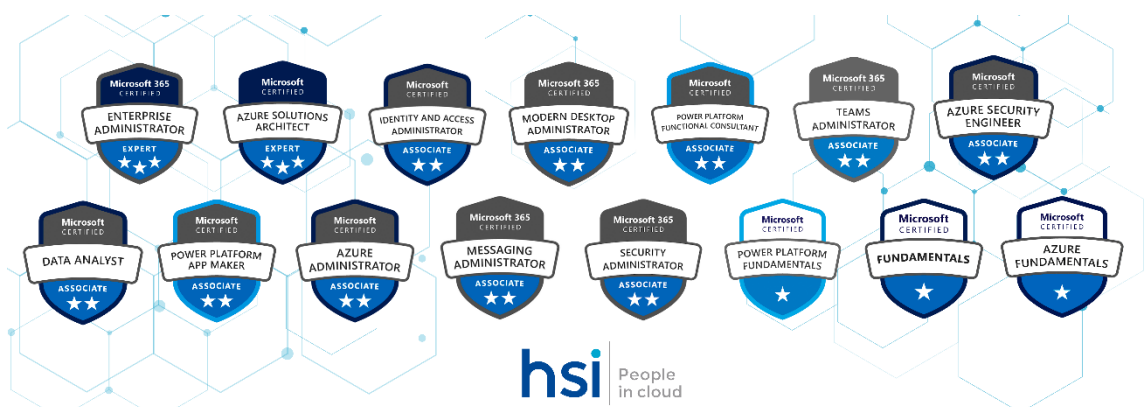 Microsoft 365
CERTIFIED
ENTERPRISE
ADMINISTRATOR
EXPERT
Microsoft
CERTIFIED
AZURE SOLUTIONS
ARCHITECT
EXPERT
Microsoft
CERTIFIED
IDENTITY AND ACCESS
ADMINISTRATOR
ASSOCIATE
Microsoft 365
CERTIFIED
MODERN DESKTOP
ADMINISTRATOR
ASSOCIATE
Microsoft
CERTIFIED
POWER PLATFORM
FUNCTIONAL CONSULTANT
ASSOCIATE
Microsoft 365
CERTIFIED
TEAMS
ADMINISTRATOR
ASSOCIATE
Microsoft
CERTIFIED
AZURE SECURITY
ENGINEER
ASSOCIATE
Microsoft
CERTIFIED
DATA ANALYST
ASSOCIATE
Microsoft
CERTIFIED
POWER PLATFORM
APP MAKER
ASSOCIATE
Microsoft
CERTIFIED
AZURE
ADMINISTRATOR
ASSOCIATE
Microsoft 365
CERTIFIED
MESSAGING
ADMINISTRATOR
ASSOCIATE
Microsoft 365
CERTIFIED
SECURITY
ADMINISTRATOR
ASSOCIATE
Microsoft
CERTIFIED
POWER PLATFORM
FUNDAMENTALS
Microsoft
CERTIFIED
FUNDAMENTALS
Microsoft
CERTIFIED
AZURE
FUNDAMENTALS
hsi
People
in cloud